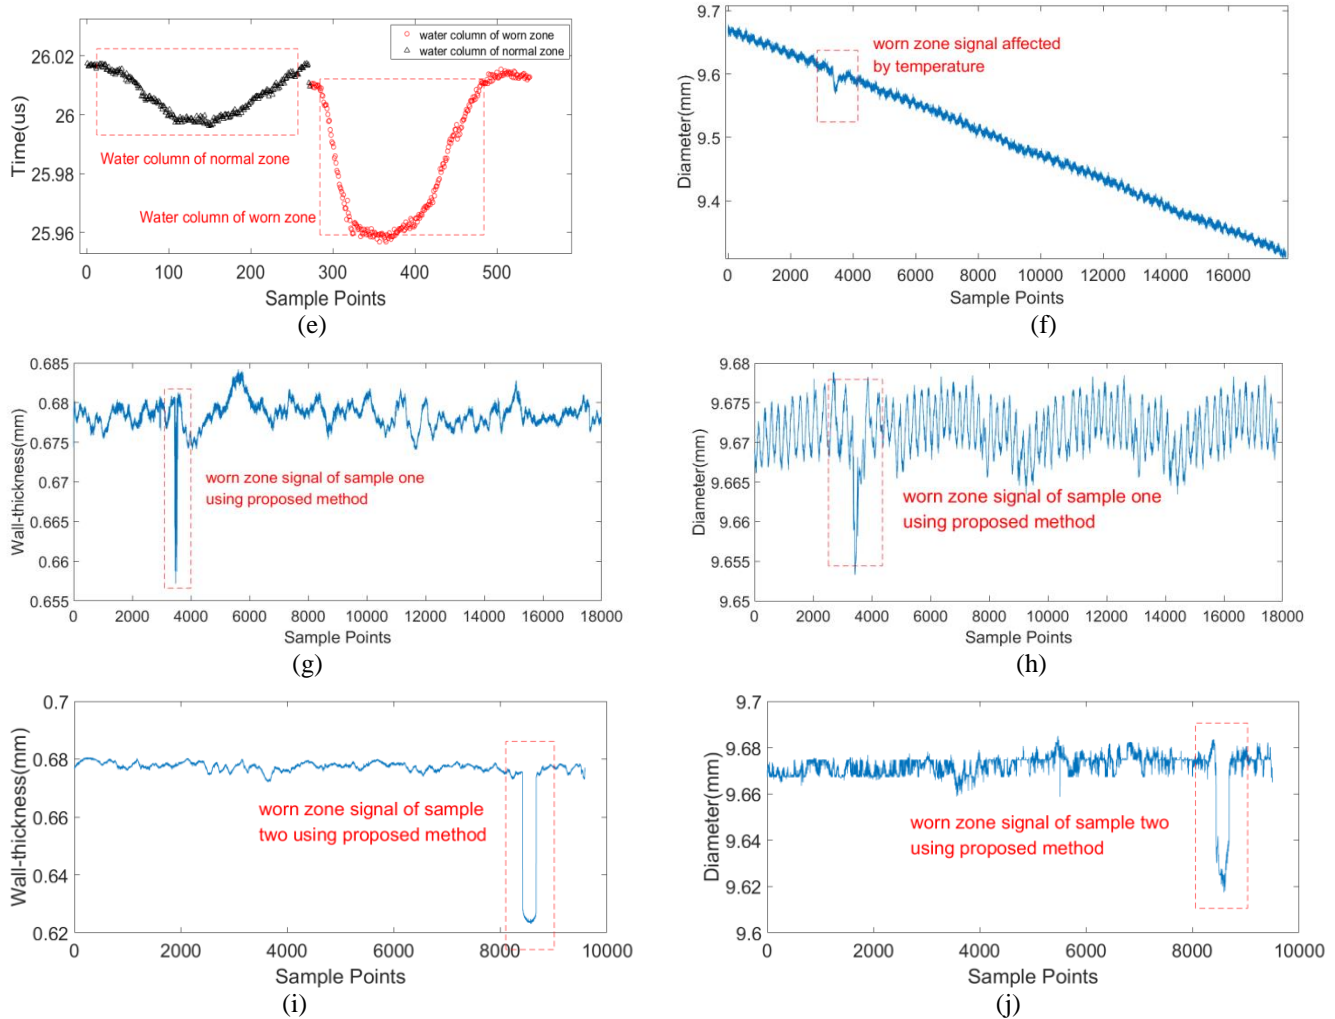 water column of worn zone
water column of normal zone
26.02
26
25.98
25.96
Time(us)
Water column of normal zone
Water column of worn zone
0 100 200 300 400 500
Sample Points
(e)
9.7
9.6
9.5
9.4
Diameter(mm)
worn zone signal affected
by temperature
0 2000 4000 6000 8000 10000 12000 14000 16000
Sample Points
(f)
0.685
0.68
0.675
0.67
0.665
0.66
0.655
Wall-thickness(mm)
worn zone signal of sample one
using proposed method
0 2000 4000 6000 8000 10000 12000 14000 16000 18000
Sample Points
(g)
9.68
9.675
9.67
9.665
9.66
9.655
9.65
Diameter(mm)
worn zone signal of sample one
using proposed method
0 2000 4000 6000 8000 10000 12000 14000 16000 18000
Sample Points
(h)
0.7
0.68
0.66
0.64
0.62
Wall-thickness(mm)
worn zone signal of sample
two using proposed method
0 2000 4000 6000 8000 10000
Sample Points
(i)
9.7
9.68
9.66
9.64
9.62
9.6
Diameter(mm)
worn zone signal of sample two
using proposed method
0 2000 4000 6000 8000 10000
Sample Points
(j)